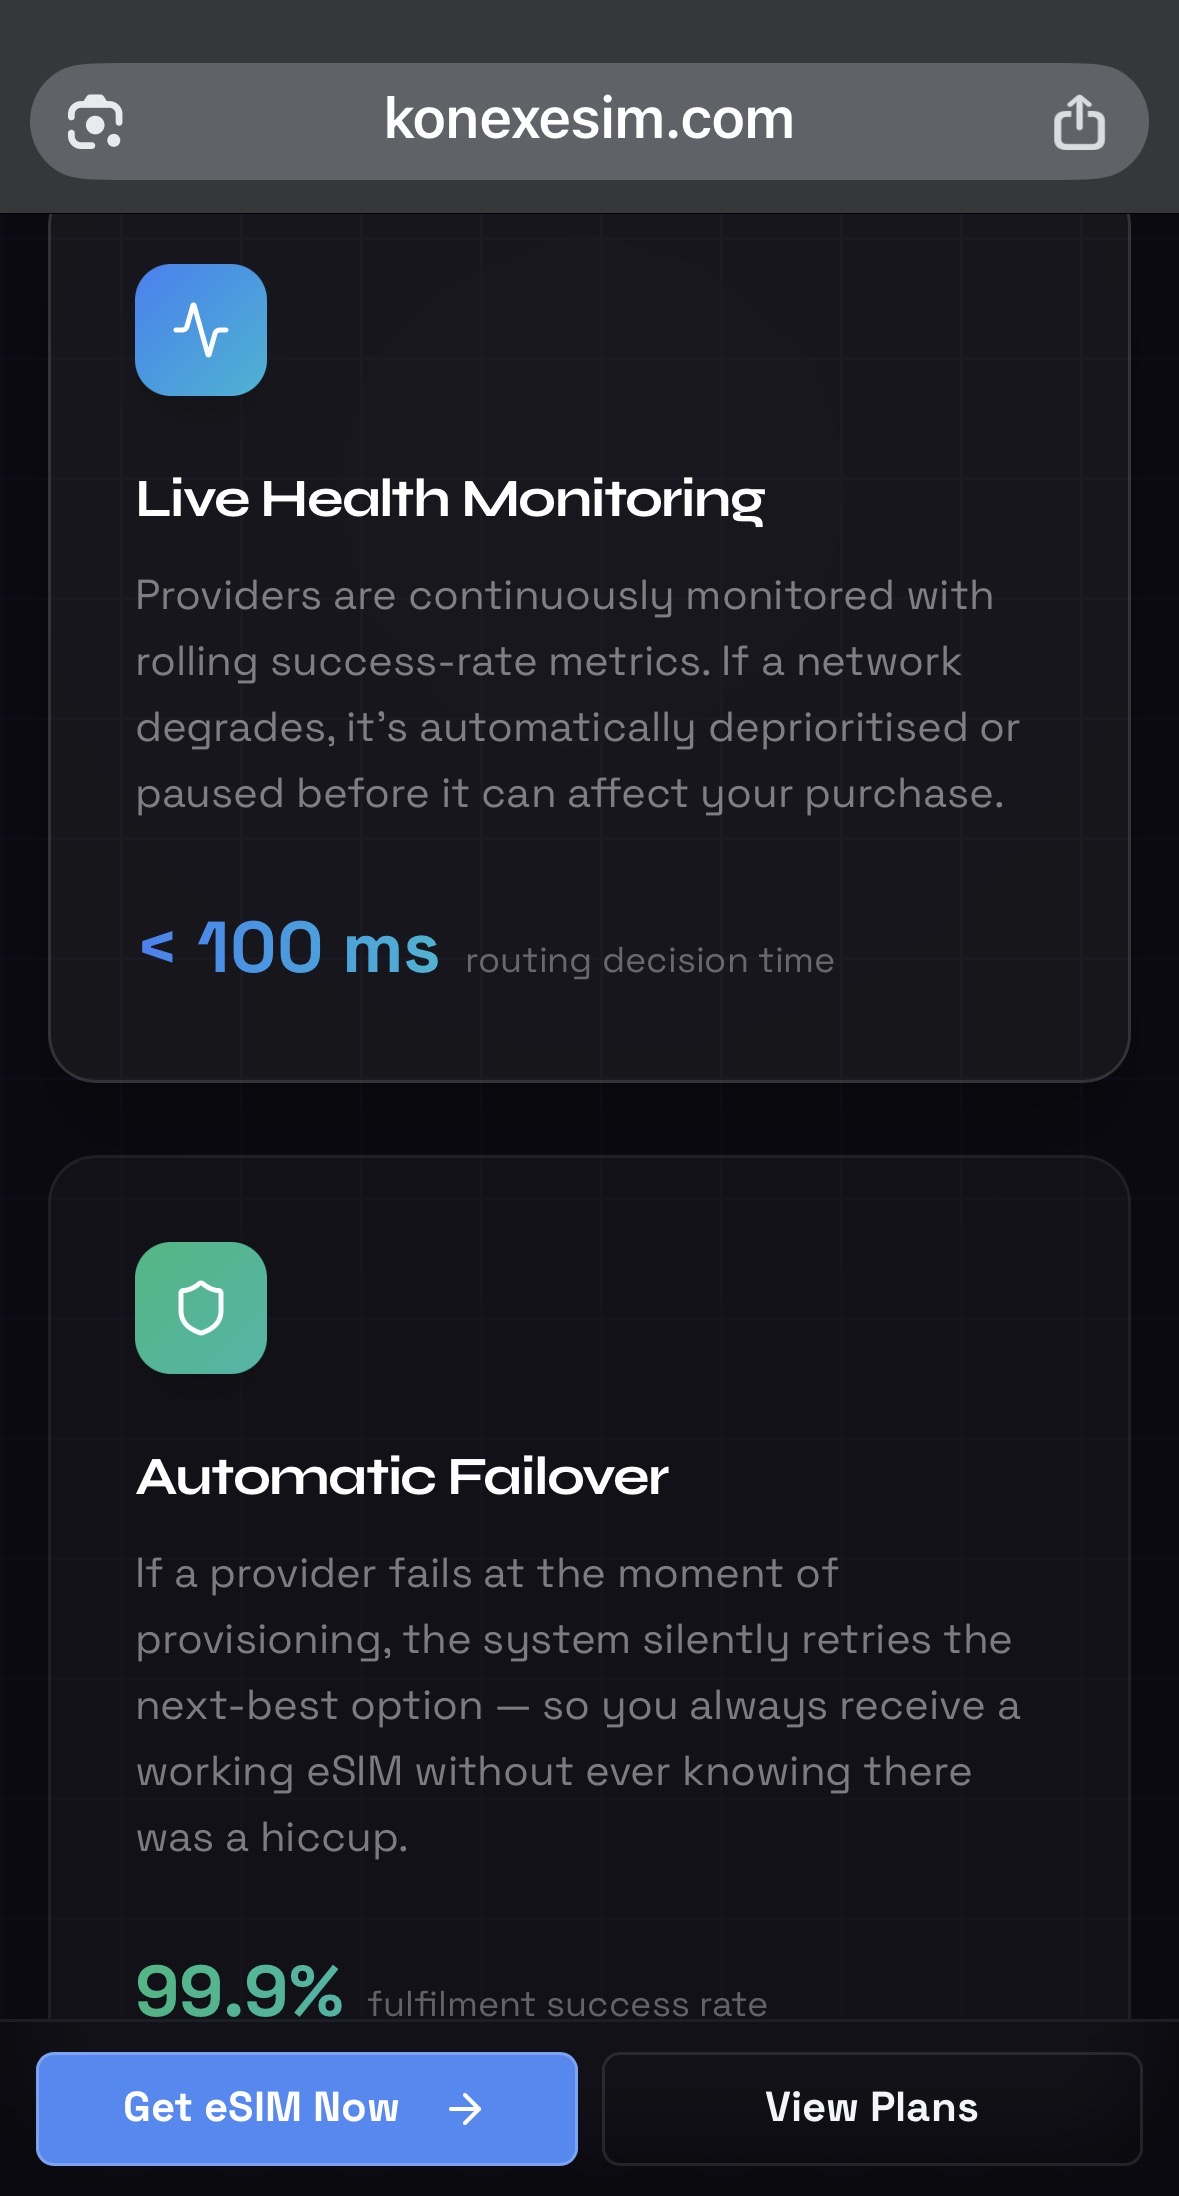 konexesim.com
Live Health Monitoring
Providers are continuously monitored with
rolling success-rate metrics. If a network
degrades, it’s automatically deprioritised or
paused before it can affect your purchase.
< 100 ms routing decision time
Automatic Failover
If a provider fails at the moment of
provisioning, the system silently retries the
next-best option — so you always receive a
working eSIM without ever knowing there
was a hiccup.
99.9% fulfilment success rate
Get eSIM Now → View Plans